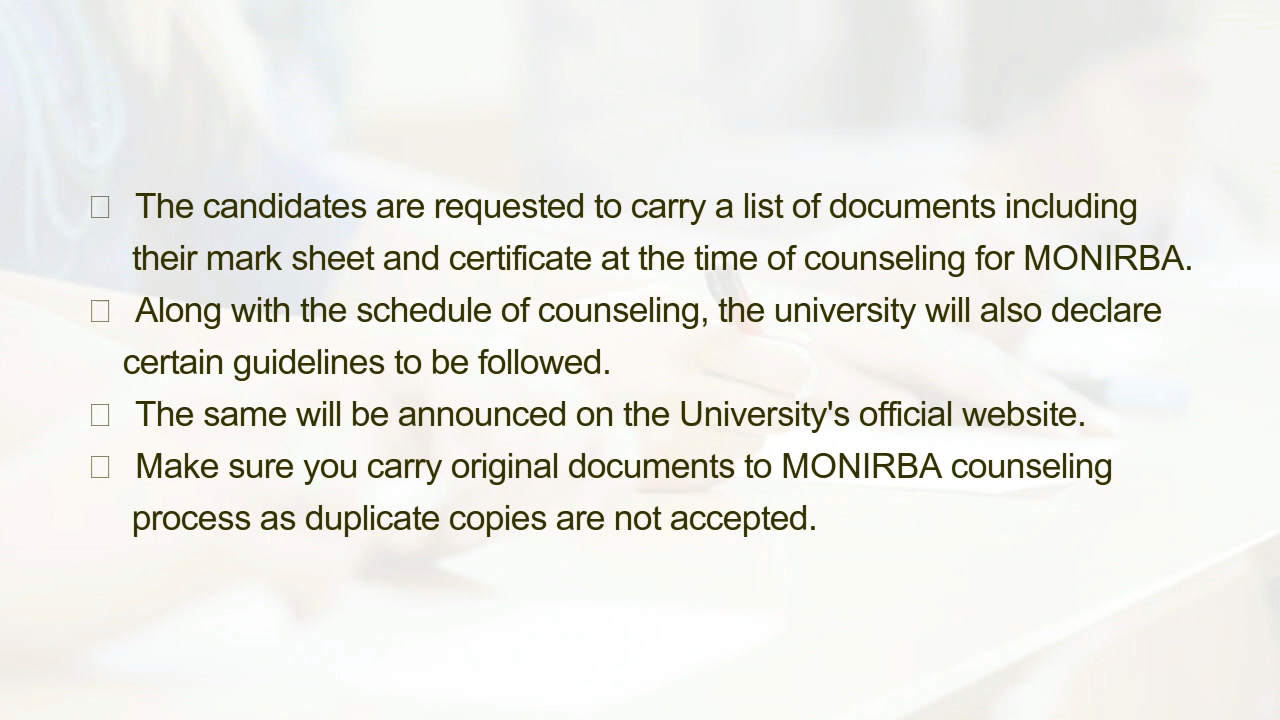 □ The candidates are requested to carry a list of documents including
their mark sheet and certificate at the time of counseling for MONIRBA.
□ Along with the schedule of counseling, the university will also declare
certain guidelines to be followed.
□ The same will be announced on the University's official website.
□ Make sure you carry original documents to MONIRBA counseling
process as duplicate copies are not accepted.